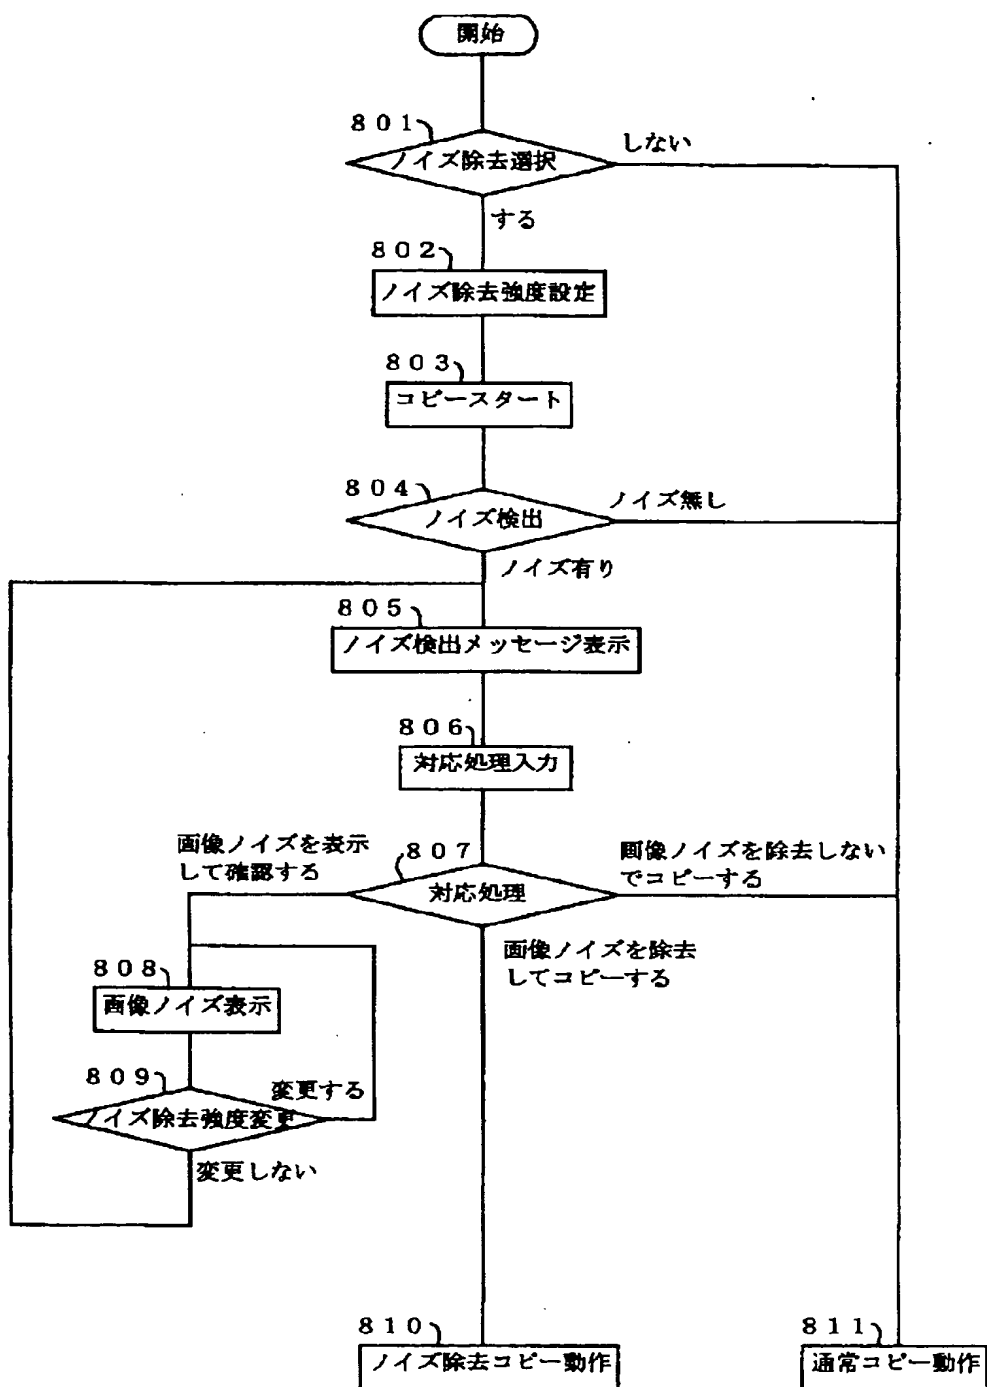 開始
801
ノイズ除去選択
しない
する
802
ノイズ除去強度設定
803
コピースタート
804
ノイズ検出
ノイズ無し
ノイズ有り
805
ノイズ検出メッセージ表示
806
対応処理入力
画像ノイズを表示
して確認する
807
対応処理
画像ノイズを除去しない
でコピーする
画像ノイズを除去
してコピーする
808
画像ノイズ表示
809
変更する
ノイズ除去強度変更
変更しない
810
ノイズ除去コピー動作
811
通常コピー動作